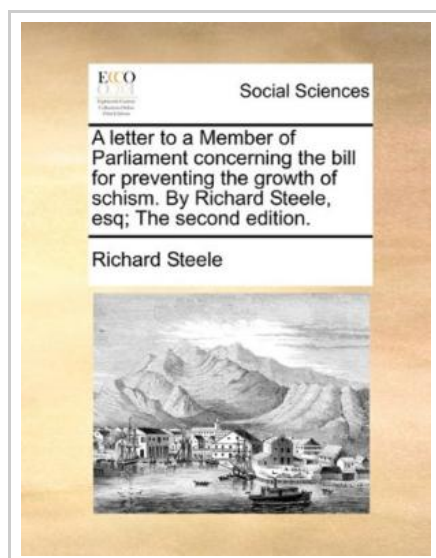 ECCO
Social Sciences
A letter to a Member of
Parliament concerning the bill
for preventing the growth of
schism. By Richard Steele,
esq; The second edition.
Richard Steele